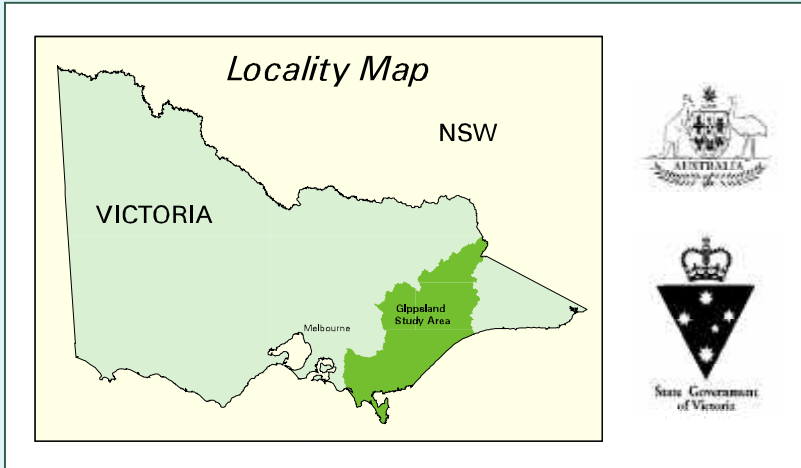 Locality Map
NSW
VICTORIA
Melbourne
Gippsland
Study Area
AUSTRALIA
State Government
of Victoria